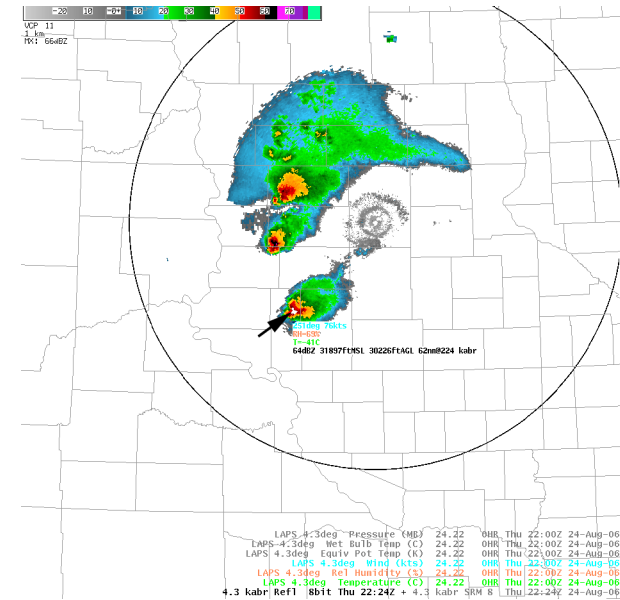 -20 10 -0+ 10 20 30 40 50 50 60
VCP 11
1 km
MX: 66dBZ
251deg 76kts
RH=69%
T=-41C
64dBZ 31897ftMSL 30226ftAGL 62nm@224 kabr
LAPS 4.3deg Pressure (MB) 24.22 0HR Thu 22:00Z 24-Aug-06
LAPS 4.3deg Wet Bulb Temp (C) 24.22 0HR Thu 22:00Z 24-Aug-06
LAPS 4.3deg Equiv Pot Temp (K) 24.22 0HR Thu 22:00Z 24-Aug-06
LAPS 4.3deg Wind (kts) 24.22 0HR Thu 22:00Z 24-Aug-06
LAPS 4.3deg Rel Humidity (%) 24.22 0HR Thu 22:00Z 24-Aug-06
LAPS 4.3deg Temperature (C) 24.22 0HR Thu 22:00Z 24-Aug-06
4.3 kabr Refl 8bit Thu 22:24Z + 4.3 kabr SRM 8 Thu 22:24Z 24-Aug-06